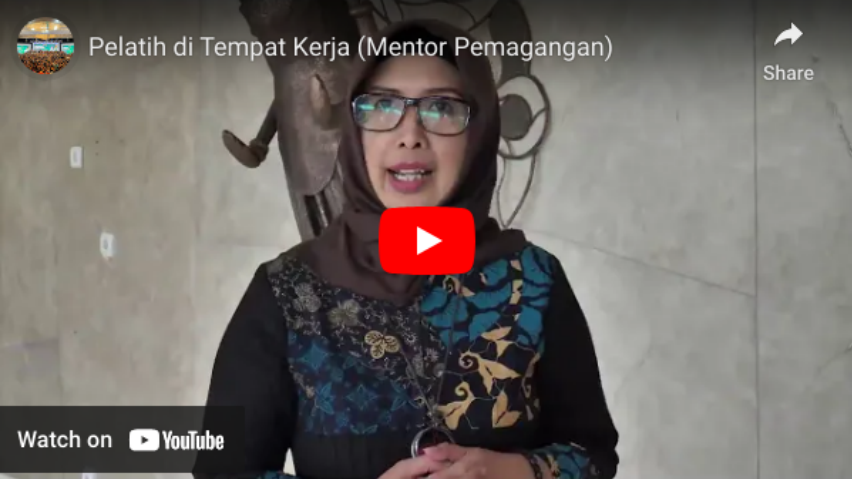 Pelatih di Tempat Kerja (Mentor Pemagangan)
Share
Watch on YouTube